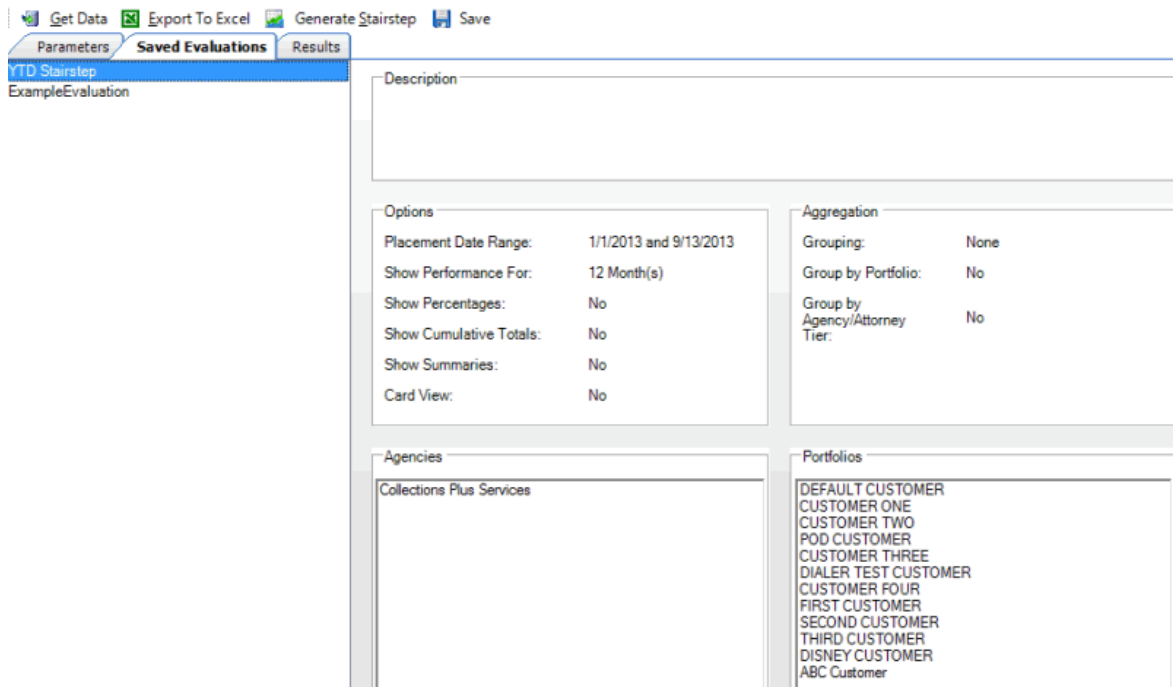 Get Data Export To Excel Generate Stairstep Save
Parameters Saved Evaluations Results
YTD Stairstep
ExampleEvaluation
Description
Options
Placement Date Range: 1/1/2013 and 9/13/2013
Show Performance For: 12 Month(s)
Show Percentages: No
Show Cumulative Totals: No
Show Summaries: No
Card View: No
Aggregation
Grouping: None
Group by Portfolio: No
Group by
Agency/Attorney No
Tier:
Agencies
Collections Plus Services
Portfolios
DEFAULT CUSTOMER
CUSTOMER ONE
CUSTOMER TWO
POD CUSTOMER
CUSTOMER THREE
DIALER TEST CUSTOMER
CUSTOMER FOUR
FIRST CUSTOMER
SECOND CUSTOMER
THIRD CUSTOMER
DISNEY CUSTOMER
ABC Customer